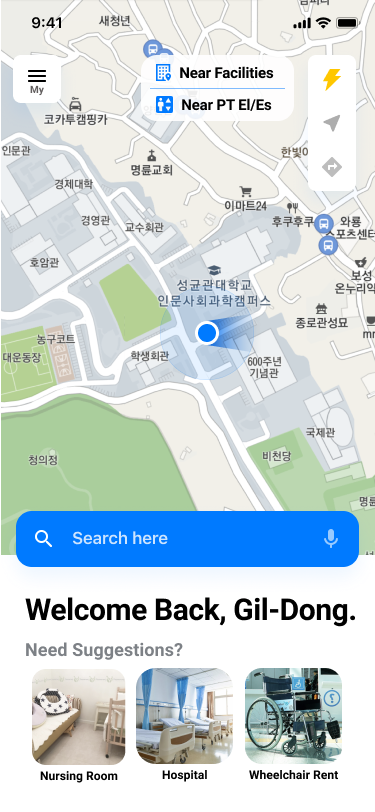 9:41
새청년
Near Facilities
Near PT El/Es
My
코카투캠핑카
인문관
명륜교회
한빛이
경제대학
이마트24
경영관
교수회관
후쿠후쿠
와룡
스포츠센터
호암관
보성
온누리약
성균관대학교
인문사회과학캠퍼스
종로관성묘
농구코트
대운동장
학생회관
600주년
기념관
국제관
비천당
청의정
명륜
Search here
Welcome Back, Gil-Dong.
Need Suggestions?
Nursing Room
Hospital
Wheelchair Rent